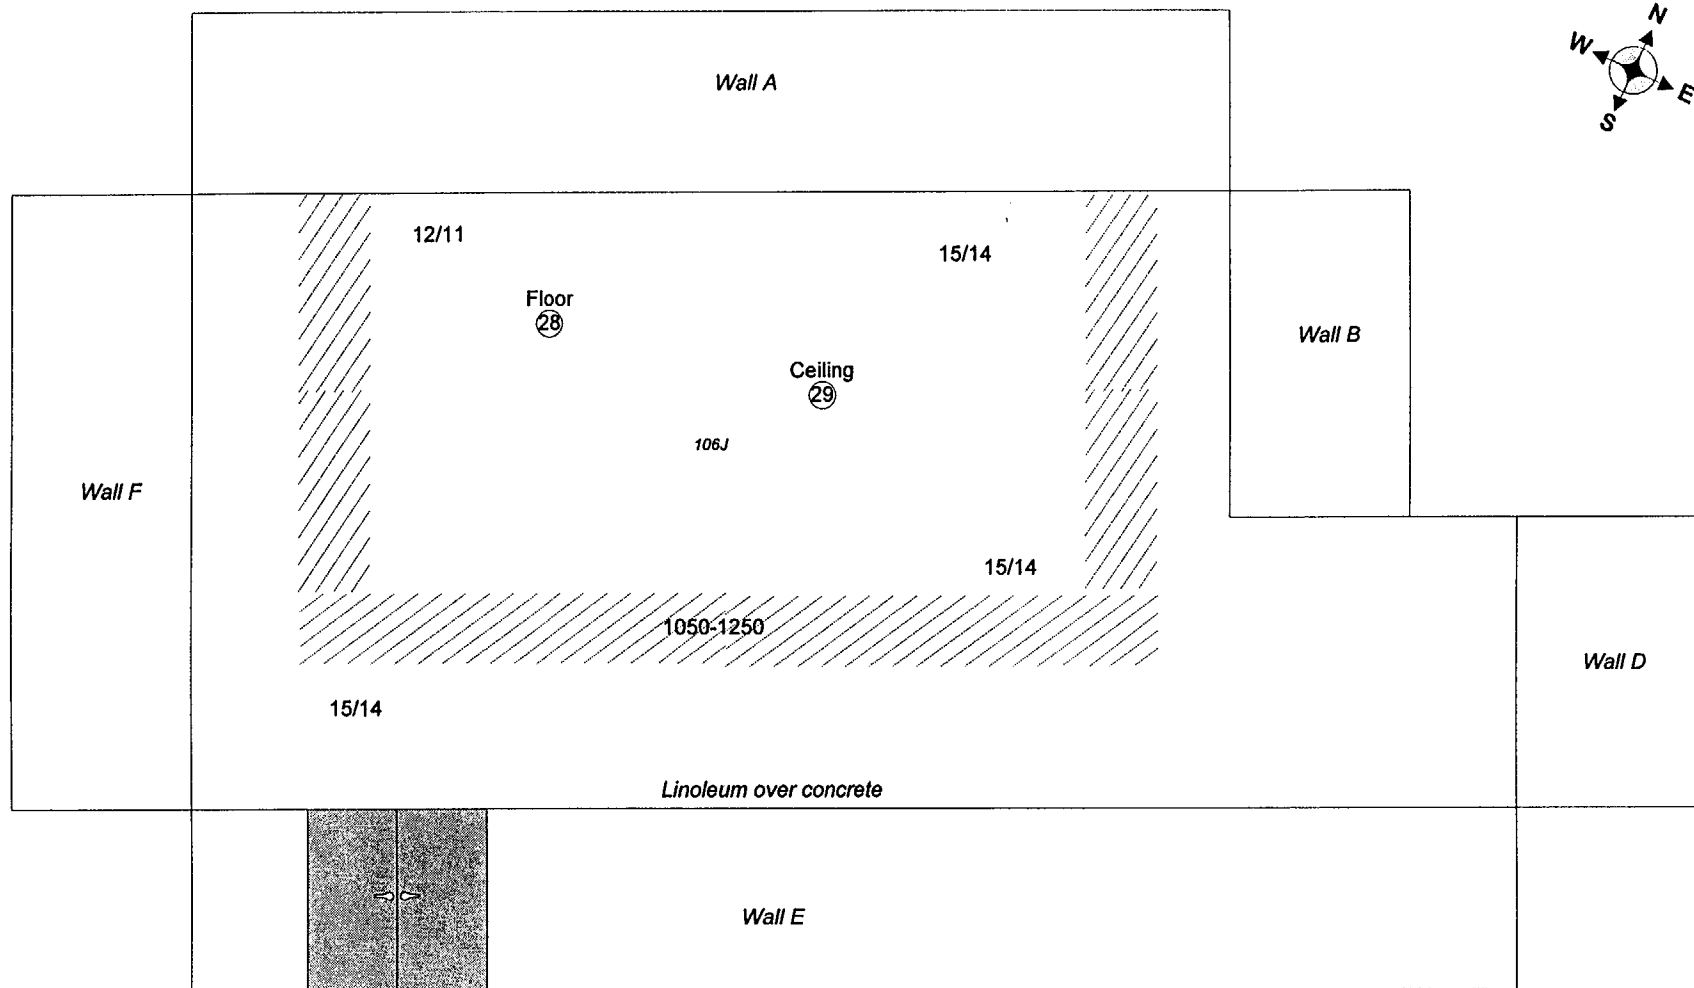 N
W
E
S
Wall A
12/11
15/14
Floor
28
Wall B
Ceiling
29
106J
Wall F
15/14
1050-1250
Wall D
15/14
Linoleum over concrete
Wall E